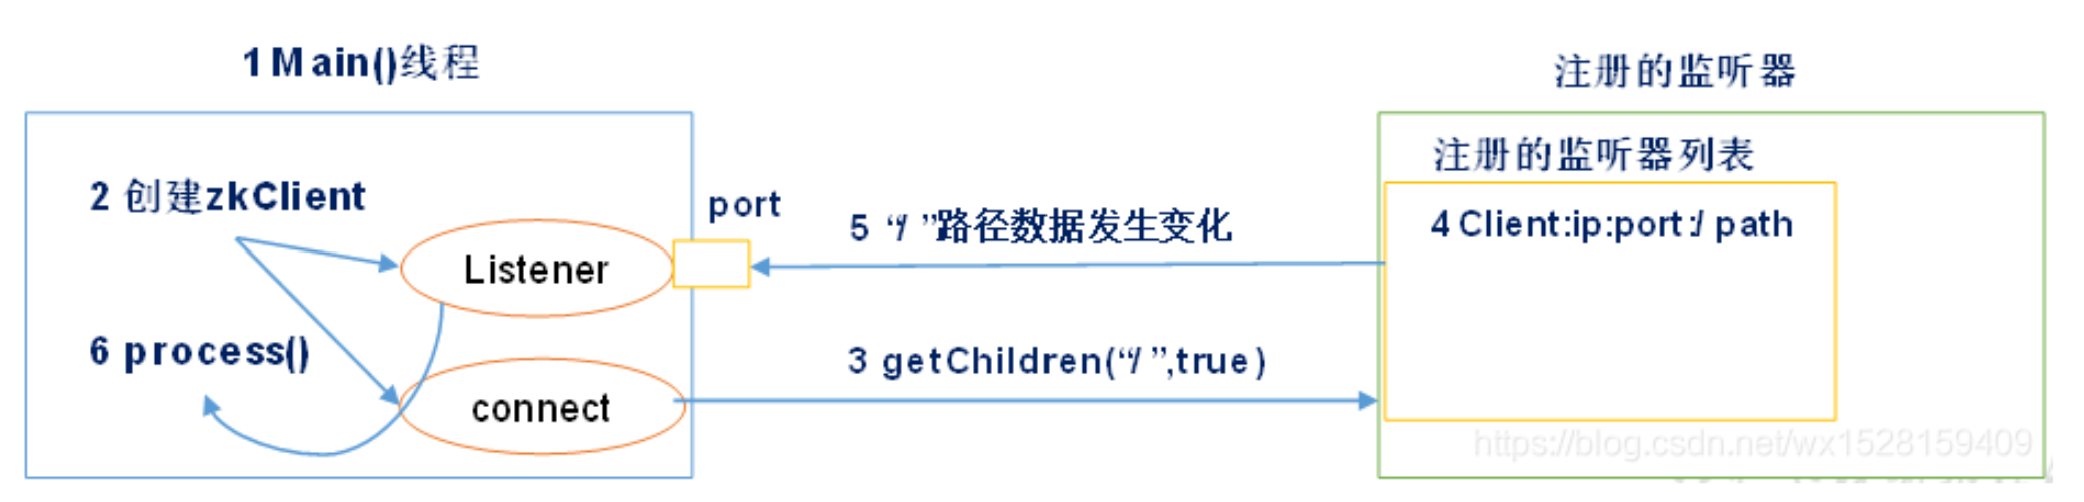 1 Main()线程
注册的监听器
注册的监听器列表
2 创建zkClient
port
5 “/ ”路径数据发生变化
4 Client:ip:port:/ path
Listener
6 process()
3 getChildren(“/ ”,true)
connect
https://blog.csdn.net/wx1528159409